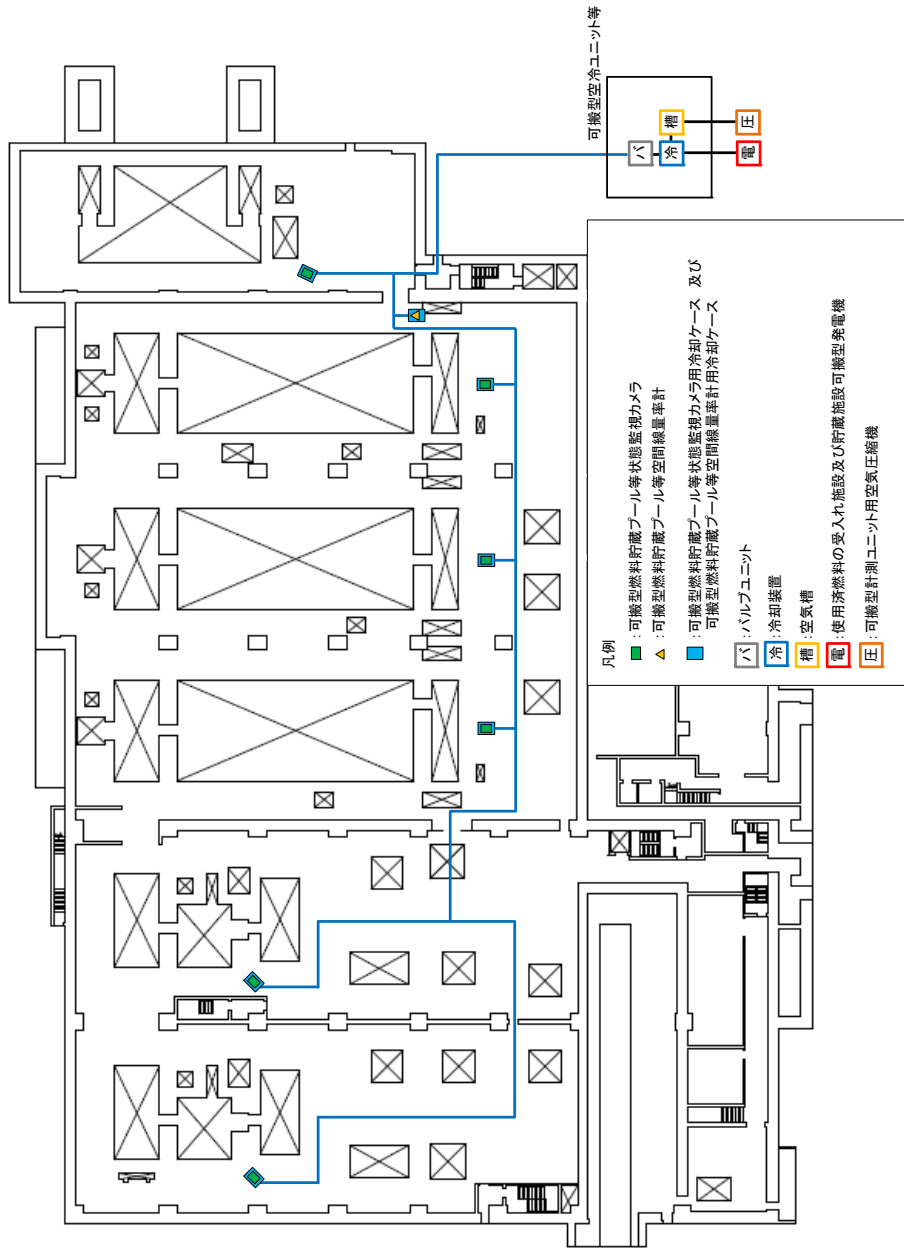 可搬型空冷ユニット等
バ
冷
槽
電
圧
凡例
：可搬型燃料貯蔵プール等状態監視カメラ
：可搬型燃料貯蔵プール等空間線量率計
：可搬型燃料貯蔵プール等状態監視カメラ用冷却ケース 及び
可搬型燃料貯蔵プール等空間線量率計用冷却ケース
バ ：バルブユニット
冷 ：冷却装置
槽 ：空気槽
電 ：使用済燃料の受入れ施設及び貯蔵施設可搬型発電機
圧 ：可搬型計測ユニット用空気圧縮機